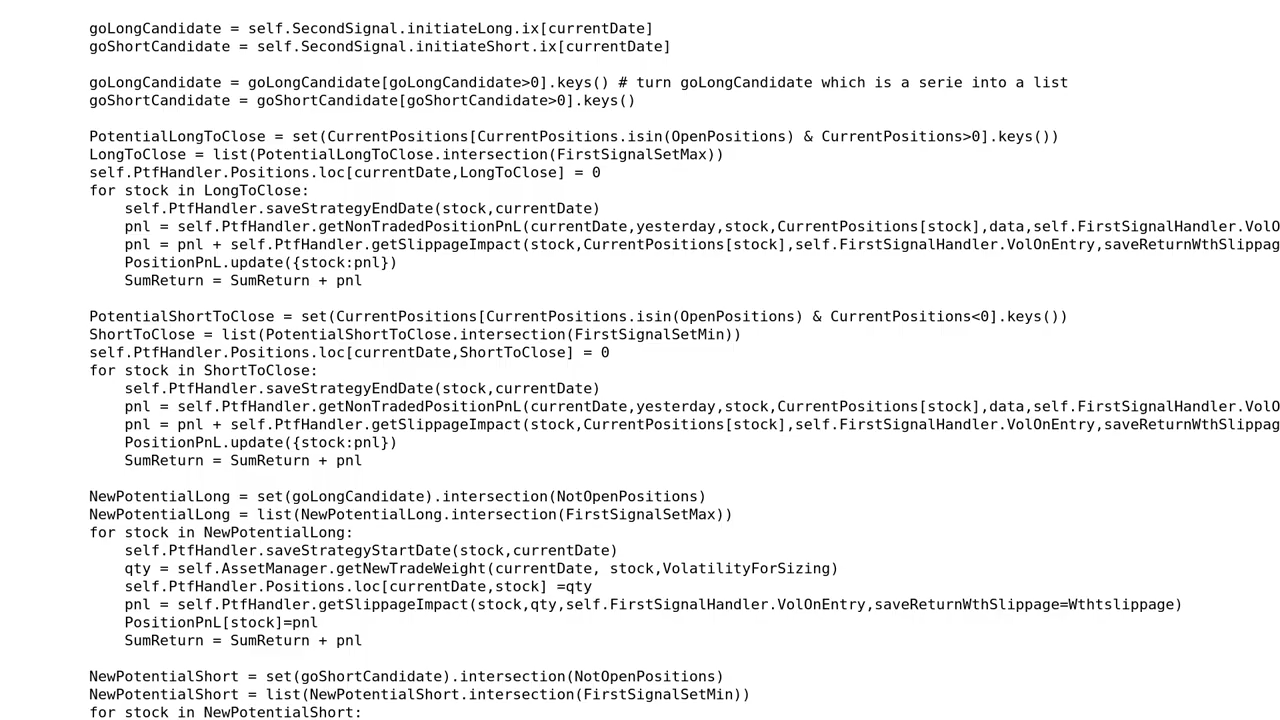 goLongCandidate = self.SecondSignal.initiateLong.ix[currentDate]
goShortCandidate = self.SecondSignal.initiateShort.ix[currentDate]
goLongCandidate = goLongCandidate[goLongCandidate>0].keys() # turn goLongCandidate which is a serie into a list
goShortCandidate = goShortCandidate[goShortCandidate>0].keys()
PotentialLongToClose = set(CurrentPositions[CurrentPositions.isin(OpenPositions) & CurrentPositions>0].keys())
LongToClose = list(PotentialLongToClose.intersection(FirstSignalSetMax))
self.PtfHandler.Positions.loc[currentDate,LongToClose] = 0
for stock in LongToClose:
    self.PtfHandler.saveStrategyEndDate(stock,currentDate)
    pnl = self.PtfHandler.getNonTradedPositionPnL(currentDate,yesterday,stock,CurrentPositions[stock],data,self.FirstSignalHandler.VolO
    pnl = pnl + self.PtfHandler.getSlippageImpact(stock,CurrentPositions[stock],self.FirstSignalHandler.VolOnEntry,saveReturnWthSlippag
    PositionPnL.update({stock:pnl})
    SumReturn = SumReturn + pnl
PotentialShortToClose = set(CurrentPositions[CurrentPositions.isin(OpenPositions) & CurrentPositions<0].keys())
ShortToClose = list(PotentialShortToClose.intersection(FirstSignalSetMin))
self.PtfHandler.Positions.loc[currentDate,ShortToClose] = 0
for stock in ShortToClose:
    self.PtfHandler.saveStrategyEndDate(stock,currentDate)
    pnl = self.PtfHandler.getNonTradedPositionPnL(currentDate,yesterday,stock,CurrentPositions[stock],data,self.FirstSignalHandler.VolO
    pnl = pnl + self.PtfHandler.getSlippageImpact(stock,CurrentPositions[stock],self.FirstSignalHandler.VolOnEntry,saveReturnWthSlippag
    PositionPnL.update({stock:pnl})
    SumReturn = SumReturn + pnl
NewPotentialLong = set(goLongCandidate).intersection(NotOpenPositions)
NewPotentialLong = list(NewPotentialLong.intersection(FirstSignalSetMax))
for stock in NewPotentialLong:
    self.PtfHandler.saveStrategyStartDate(stock,currentDate)
    qty = self.AssetManager.getNewTradeWeight(currentDate, stock,VolatilityForSizing)
    self.PtfHandler.Positions.loc[currentDate,stock] =qty
    pnl = self.PtfHandler.getSlippageImpact(stock,qty,self.FirstSignalHandler.VolOnEntry,saveReturnWthSlippage=Wthtslippage)
    PositionPnL[stock]=pnl
    SumReturn = SumReturn + pnl
NewPotentialShort = set(goShortCandidate).intersection(NotOpenPositions)
NewPotentialShort = list(NewPotentialShort.intersection(FirstSignalSetMin))
for stock in NewPotentialShort: